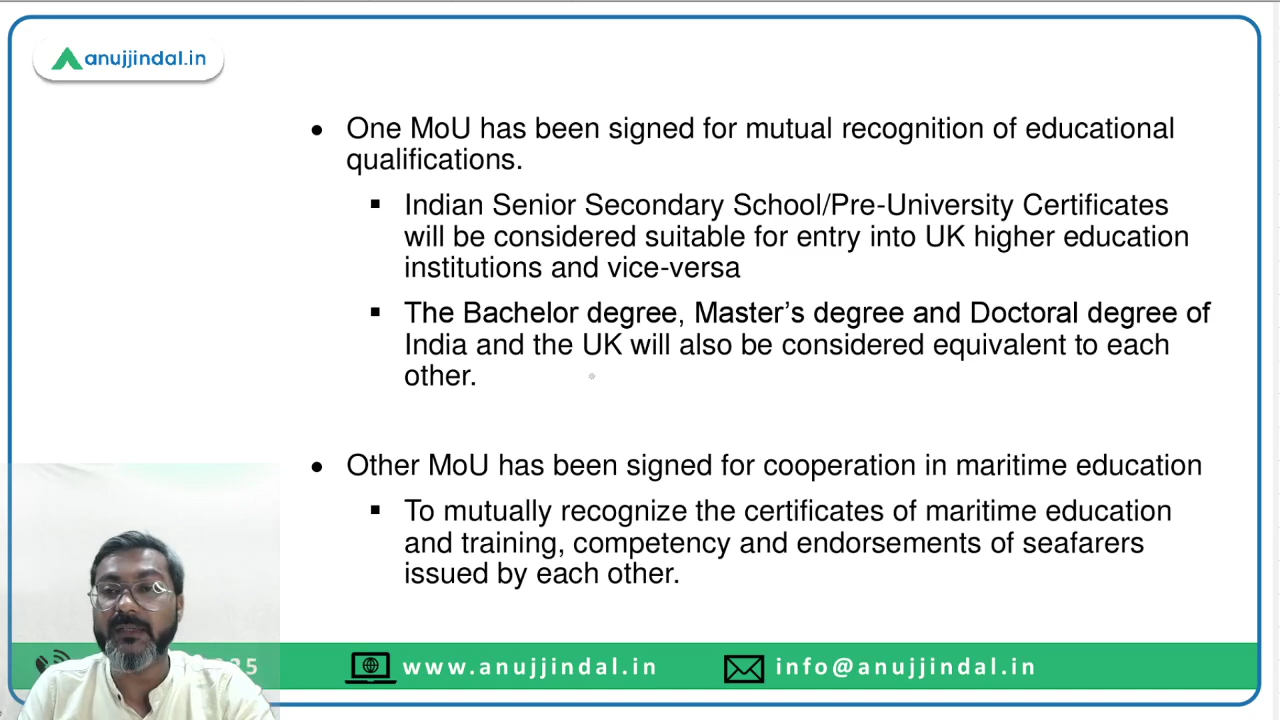 anujjindal.in
• One MoU has been signed for mutual recognition of educational
qualifications.
▪ Indian Senior Secondary School/Pre-University Certificates
will be considered suitable for entry into UK higher education
institutions and vice-versa
▪ The Bachelor degree, Master’s degree and Doctoral degree of
India and the UK will also be considered equivalent to each
other.
• Other MoU has been signed for cooperation in maritime education
▪ To mutually recognize the certificates of maritime education
and training, competency and endorsements of seafarers
issued by each other.
www.anujjindal.in
info@anujjindal.in